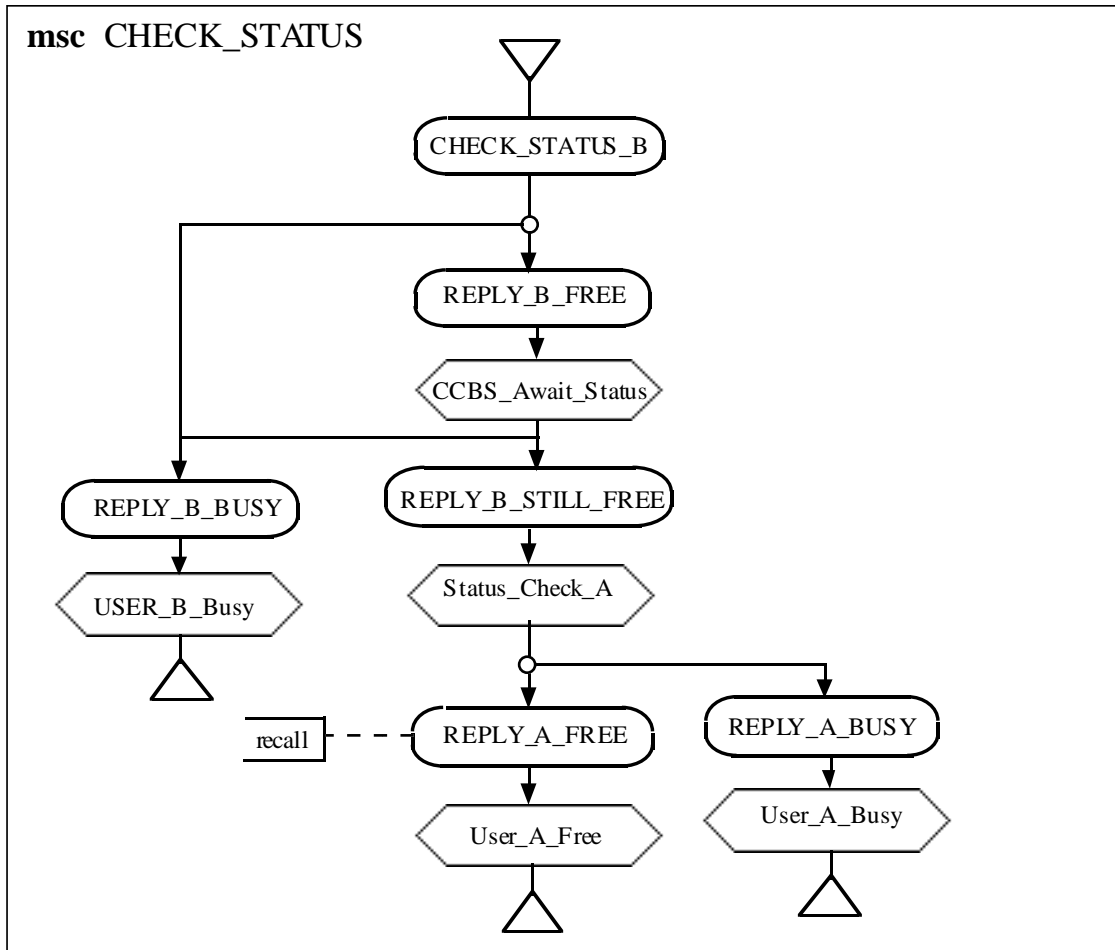 msc CHECK_STATUS
CHECK_STATUS_B
REPLY_B_FREE
CCBS_Await_Status
REPLY_B_BUSY
REPLY_B_STILL_FREE
USER_B_Busy
Status_Check_A
recall
REPLY_A_FREE
REPLY_A_BUSY
User_A_Free
User_A_Busy